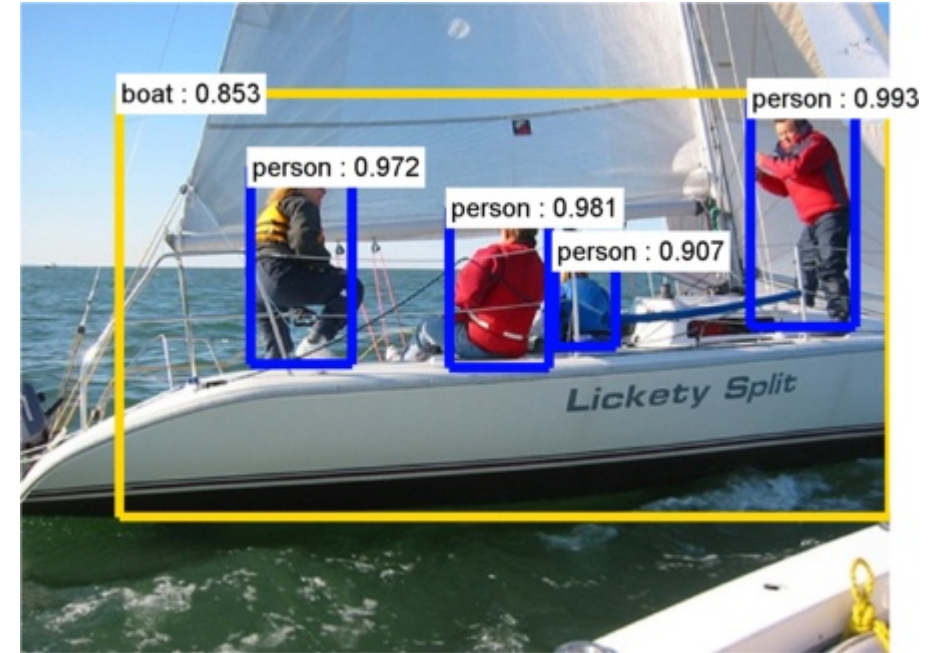 boat : 0.853
person : 0.993
person : 0.972
person : 0.981
person : 0.907
Lickety Split